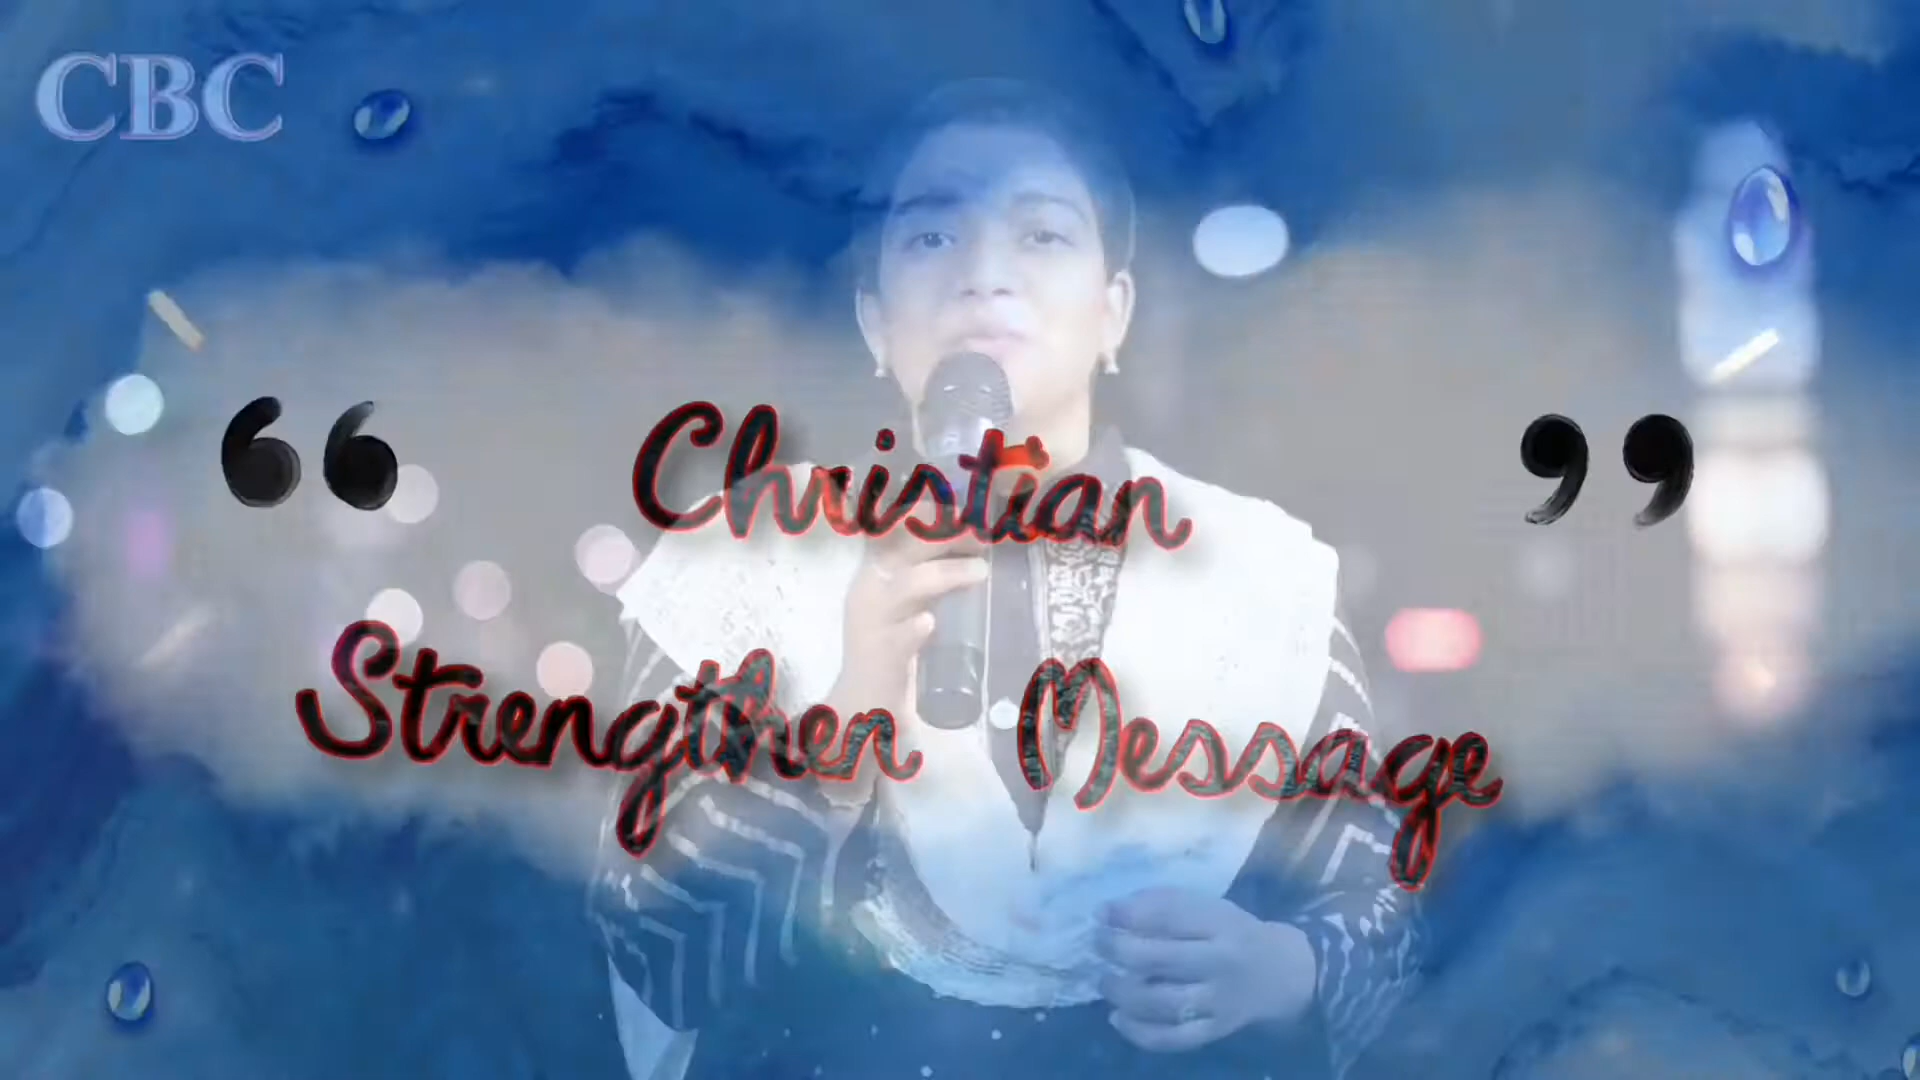 CBC
“ Christian ”
Strengthen Message